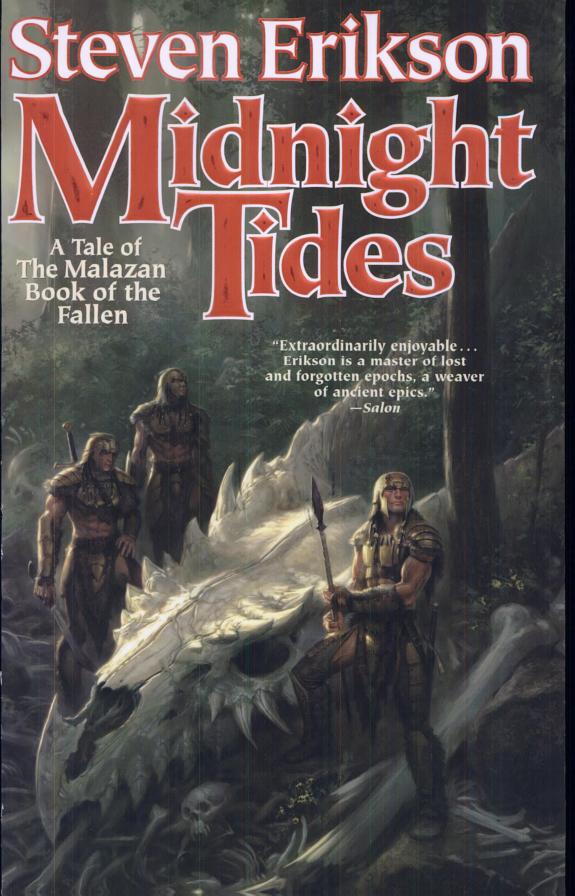 Steven Erikson
Midnight
Tides
A Tale of
The Malazan
Book of the
Fallen
“Extraordinarily enjoyable...
Erikson is a master of lost
and forgotten epochs, a weaver
of ancient epics.”
—Salon